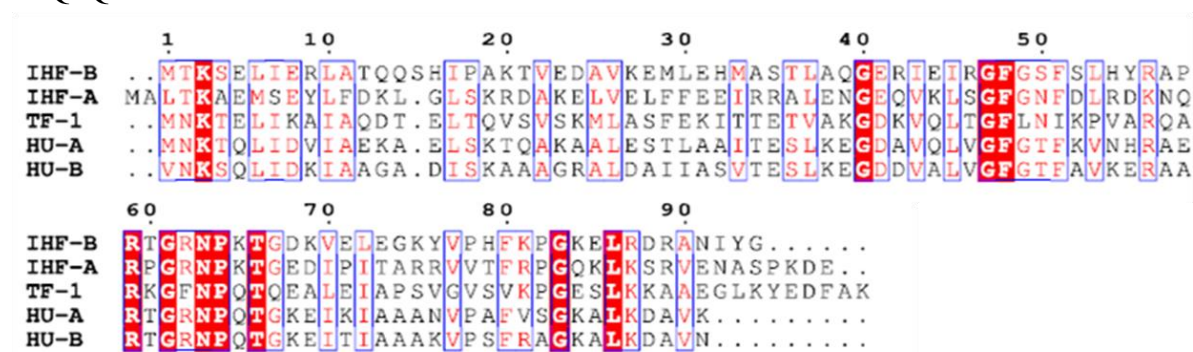 1 10 20 30 40 50
IHF-B ..MTKSELIERLATQQSHIPAKTVEDAVKEMLEHMASTLAQGERIEIRGFGSFSLHYRAP
IHF-A MALTKAEMSEYLFDKL.GLSKRDAKELVELFFEEIRRALENGEQVKLSGFGNFDLRDKNQ
TF-1 ..MNKTELIKAIAQDT.ELTQVSVSKMLASFEKITTETVAKGDKVQLTGFLNIKPVARQA
HU-A ..MNKTQLIDVIAEKA.ELSKTQAKAALESTLAAITESLKEGDAVQLVGFGTFKVNHRAE
HU-B ..VNKSQLIDKIAAGA.DISKAAAGRALDAIIASVTESLKEGDDVALVGFGTFAVKERAA
60 70 80 90
IHF-B RTGRNPKTGDKVELEGKYVPHFKPGKELRDRANIYG......
IHF-A RPGRNPKTGEDIPITARRVVTFRPGQKLKSRVENASPKDE..
TF-1 RKGFNPQTQEALEIAPSVGVSVKPGESLKKAAEGLKYEDFAK
HU-A RTGRNPQTGKEIKIAAANVPAFVSGKALKDAVK.........
HU-B RTGRNPQTGKEITIAAAKVPSFRAGKALKDAVN.........